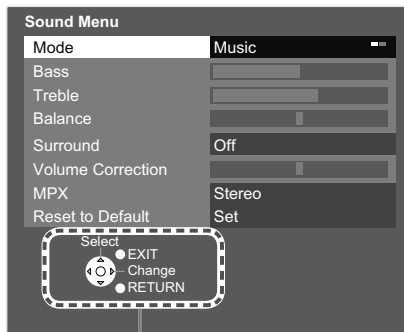 Sound Menu
Mode Music
Bass
Treble
Balance
Surround Off
Volume Correction
MPX Stereo
Reset to Default Set
Select
EXIT
Change
RETURN